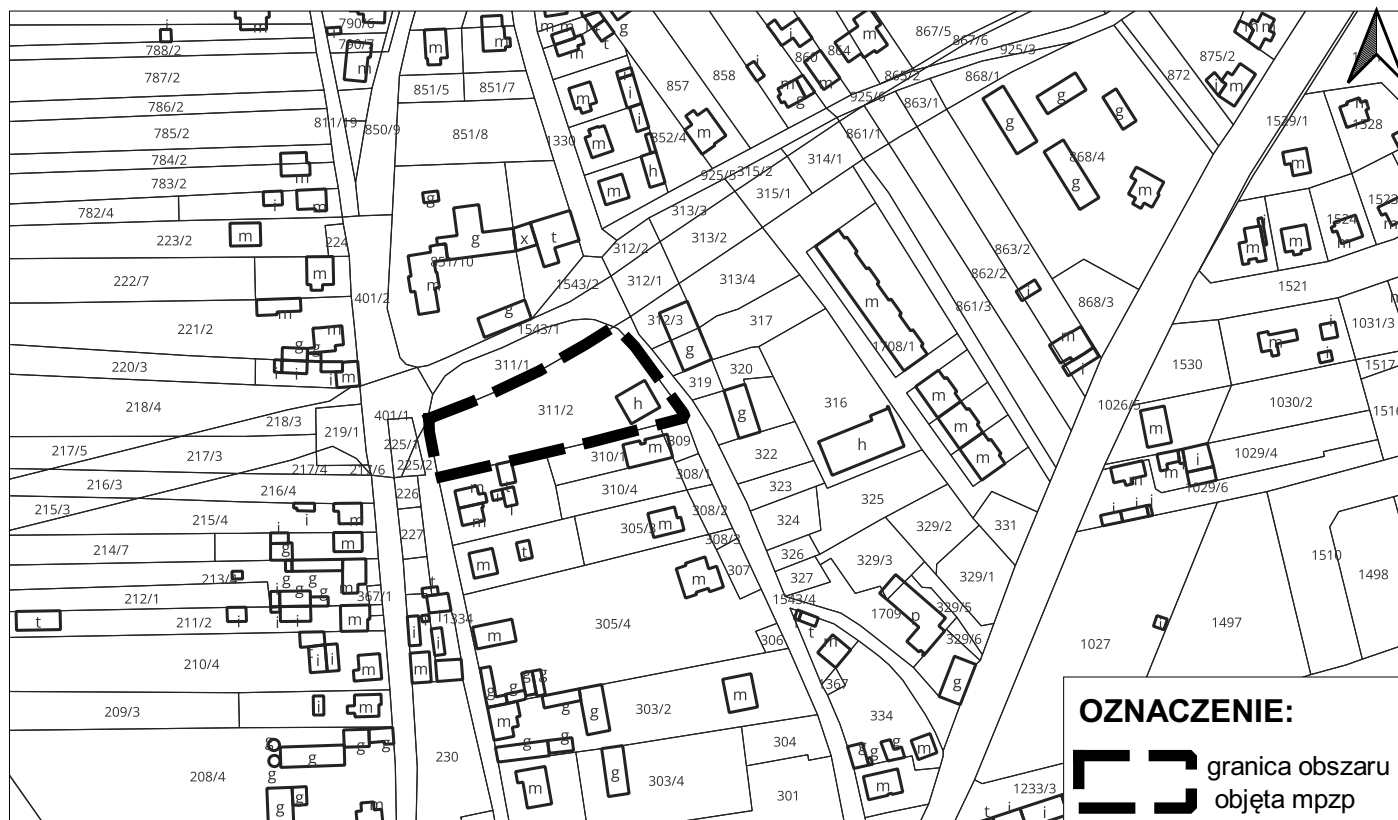 790/6
i
m
788/2
790/7
787/2
m
786/2
811/19
785/2
850/9
784/2
783/2
782/4
i
m
m
223/2
m
224
222/7
m
401/2
221/2
m
m
220/3
218/4
218/3
219/1
401/1
225/1
225/2
217/5
217/3
217/4
217/6
216/3
216/4
226
215/3
215/4
i
m
227
214/7
g
m
213/4
212/1
367/1
211/2
t
i
m
210/4
i
i
m
209/3
i
m
208/4
g
g
g
230
1334
m
m
851/5
851/7
851/8
1330
g
g
x
t
851/10
m
g
1543/2
1543/1
311/1
311/2
h
310/1
m
309
308/1
310/4
308/2
305/3
m
308/3
307
m
m
t
m
305/4
306
303/2
m
g
303/4
g
304
301
m
m
857
858
860
864
867/5
867/6
925/3
865/2
868/1
925/6
863/1
861/1
852/4
m
h
m
m
m
925/5
315/2
314/1
315/1
313/3
313/2
312/2
312/1
313/4
312/3
g
317
319
320
g
316
h
322
323
324
325
326
327
329/2
329/3
329/1
331
329/5
329/6
1543/4
1709
p
t
m
1367
g
334
m
m
m
1708/1
m
m
m
861/3
862/2
863/2
i
868/3
m
i
868/4
g
g
g
g
m
872
875/2
i
m
1529/1
m
1328
m
1523
1524
m
m
m
i
1521
1530
m
i
i
1031/3
1517
1030/2
1516
1026/5
m
1029/4
m
m
i
1029/6
i
i
i
1510
1498
1497
1027
i
1233/3
t
i
i
OZNACZENIE:
granica obszaru
objęta mpzp